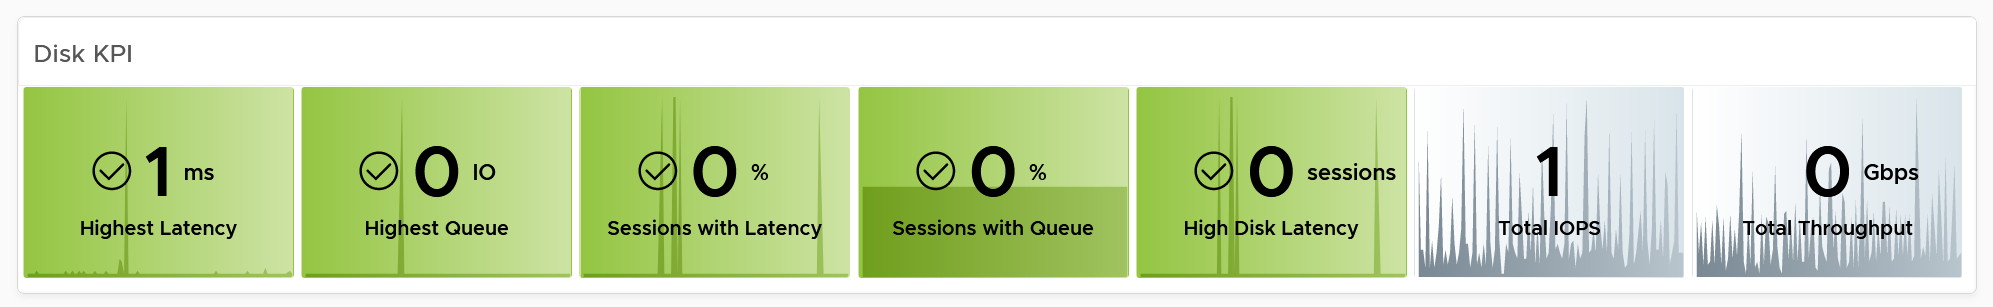 Disk KPI
1 ms
Highest Latency
0 IO
Highest Queue
0 %
Sessions with Latency
0 %
Sessions with Queue
0 sessions
High Disk Latency
1
Total IOPS
0 Gbps
Total Throughput